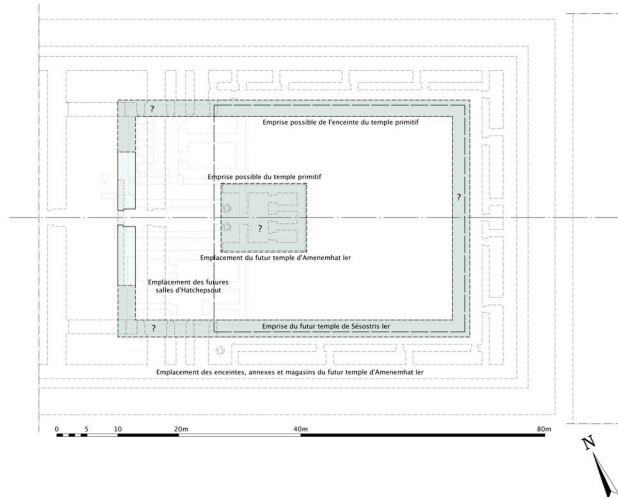 ?
Emprise possible de l'enceinte du temple primitif
Emprise possible du temple primitif
?
?
Emplacement du futur temple d'Amenemhat Ier
Emplacement des futures
salles d'Hatchepsout
?
Emprise du futur temple de Sésostris Ier
Emplacement des enceintes, annexes et magasins du futur temple d'Amenemhat Ier
0 5 10 20m 40m 80m
N